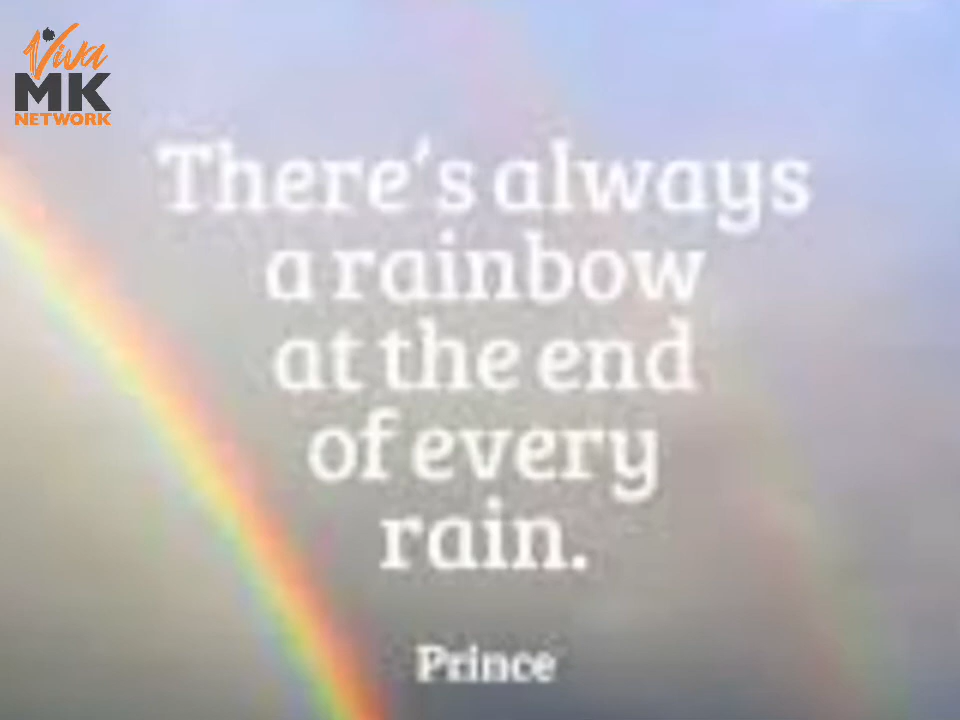 Viva
MK
NETWORK
There's always
a rainbow
at the end
of every
rain.
Prince